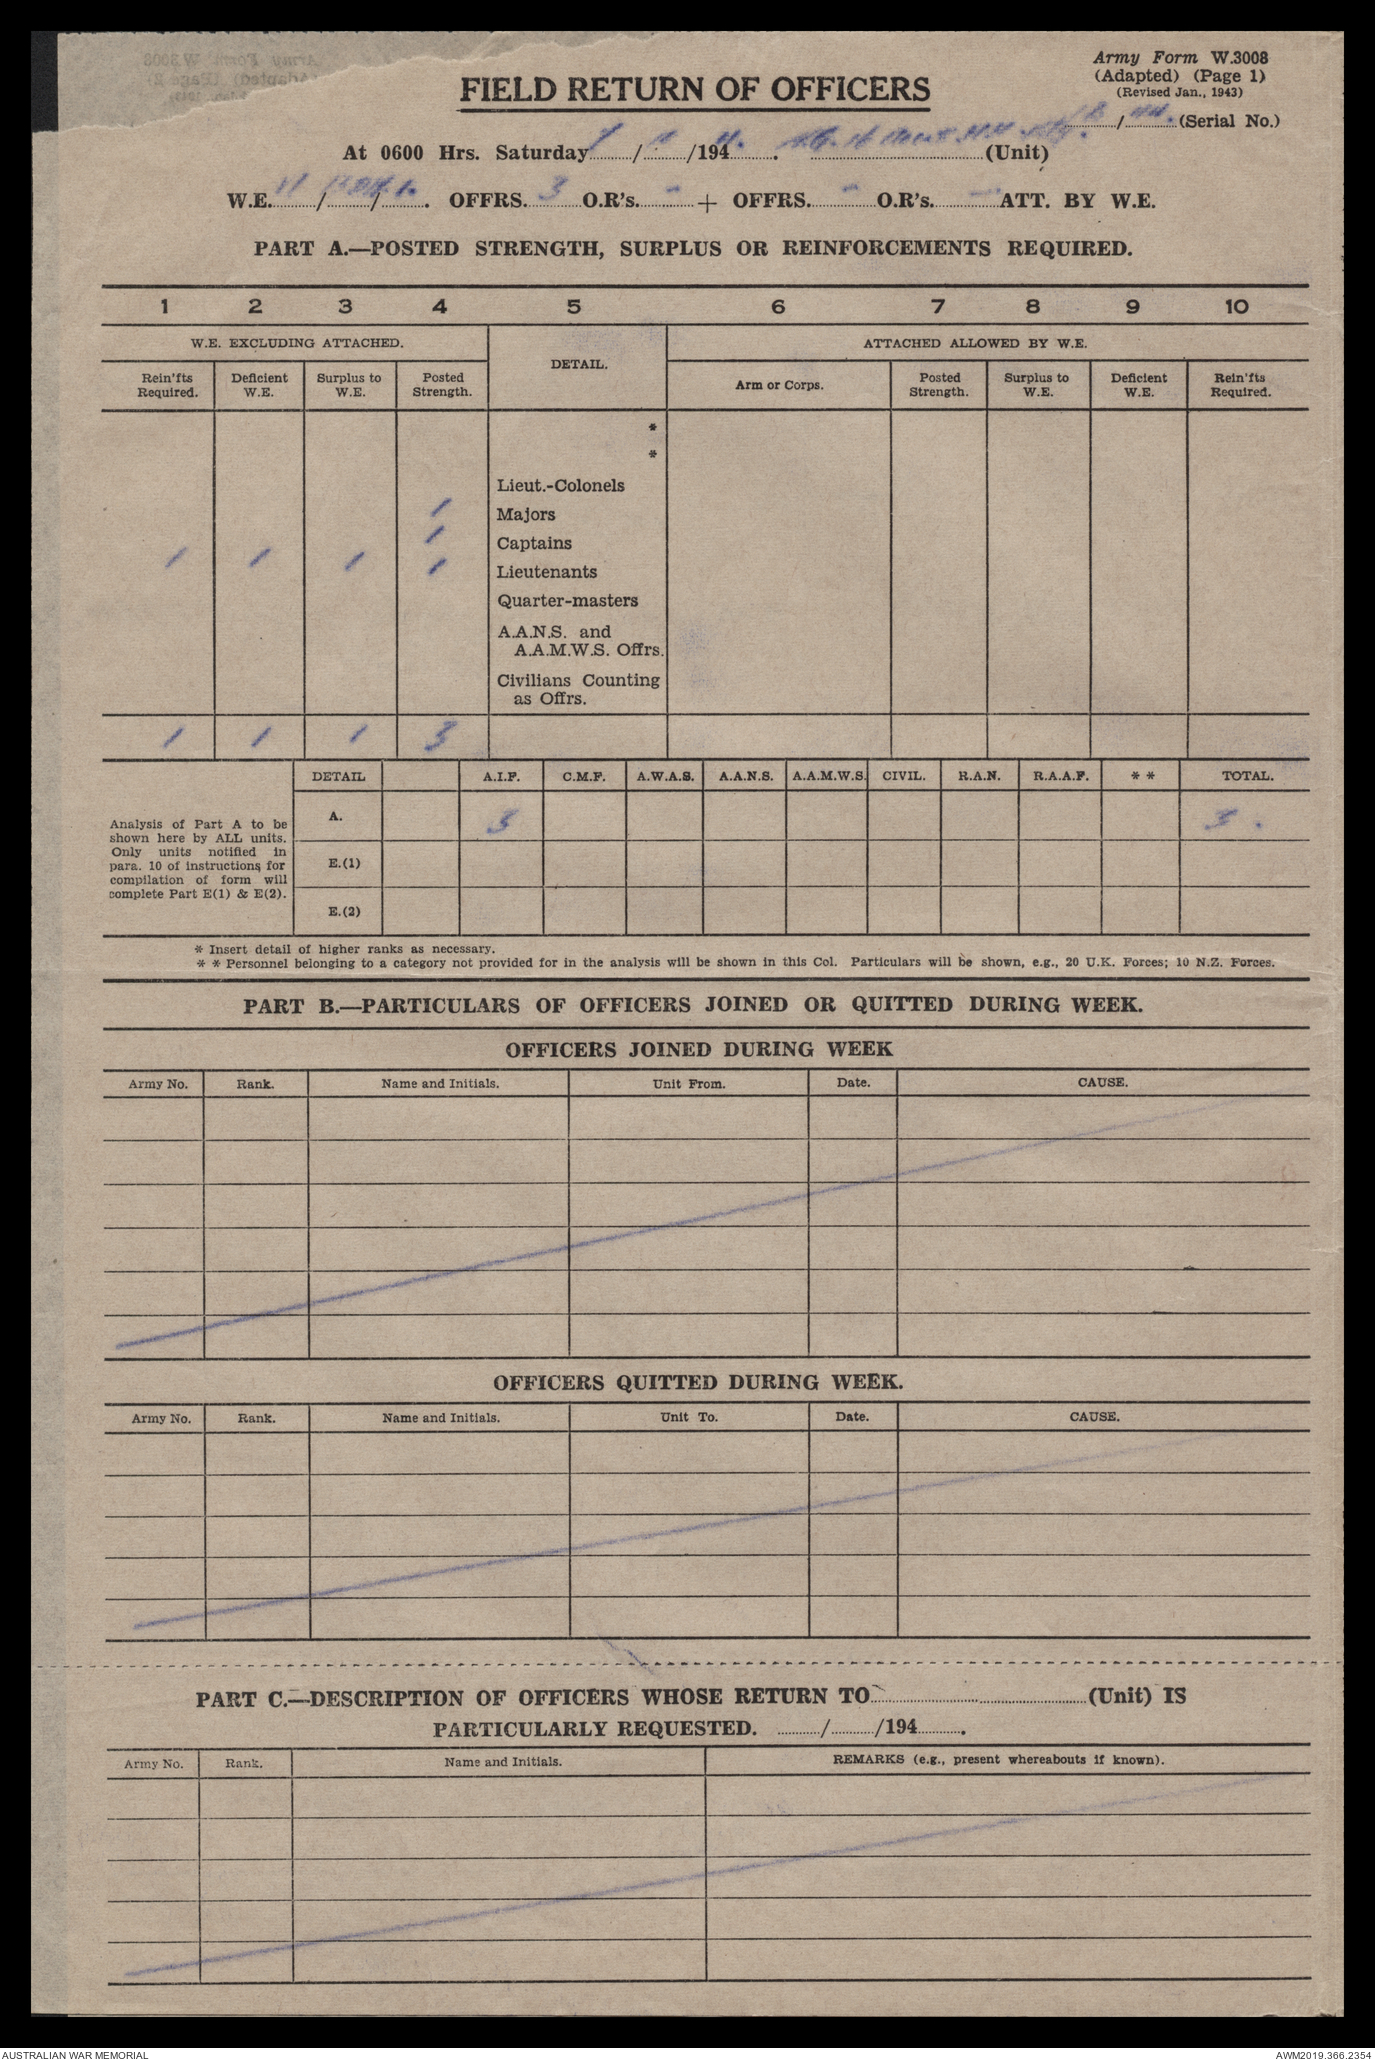 Army Form W.3008
(Adapted) (Page 1)
(Revised Jan., 1943)
FIELD RETURN OF OFFICERS
........../.......... (Serial No.)
At 0600 Hrs. Saturday ........../........../194.......... . .......... (Unit)
W.E. 11 /........../.......... . OFFRS. 3 O.R's. - + OFFRS. - O.R's. - ATT. BY W.E.
PART A.—POSTED STRENGTH, SURPLUS OR REINFORCEMENTS REQUIRED.
1 2 3 4 5 6 7 8 9 10
W.E. EXCLUDING ATTACHED. DETAIL. ATTACHED ALLOWED BY W.E.
Rein'fts Required. Deficient W.E. Surplus to W.E. Posted Strength. Arm or Corps. Posted Strength. Surplus to W.E. Deficient W.E. Rein'fts Required.
*
*
Lieut.-Colonels
1 Majors
1 Captains
1 1 1 1 Lieutenants
Quarter-masters
A.A.N.S. and
A.A.M.W.S. Offrs.
Civilians Counting
as Offrs.
1 1 1 3
DETAIL A.I.F. C.M.F. A.W.A.S. A.A.N.S. A.A.M.W.S. CIVIL. R.A.N. R.A.A.F. * * TOTAL.
A. 3 3.
Analysis of Part A to be
shown here by ALL units.
Only units notified in
para. 10 of instructions for
compilation of form will
complete Part E(1) & E(2).
E.(1)
E.(2)
* Insert detail of higher ranks as necessary.
* * Personnel belonging to a category not provided for in the analysis will be shown in this Col. Particulars will be shown, e.g., 20 U.K. Forces; 10 N.Z. Forces.
PART B.—PARTICULARS OF OFFICERS JOINED OR QUITTED DURING WEEK.
OFFICERS JOINED DURING WEEK
Army No. Rank. Name and Initials. Unit From. Date. CAUSE.
OFFICERS QUITTED DURING WEEK.
Army No. Rank. Name and Initials. Unit To. Date. CAUSE.
PART C.—DESCRIPTION OF OFFICERS WHOSE RETURN TO .......... (Unit) IS
PARTICULARLY REQUESTED. ........../........../194.......... .
Army No. Rank. Name and Initials. REMARKS (e.g., present whereabouts if known).
AUSTRALIAN WAR MEMORIAL
AWM2019.366.2354